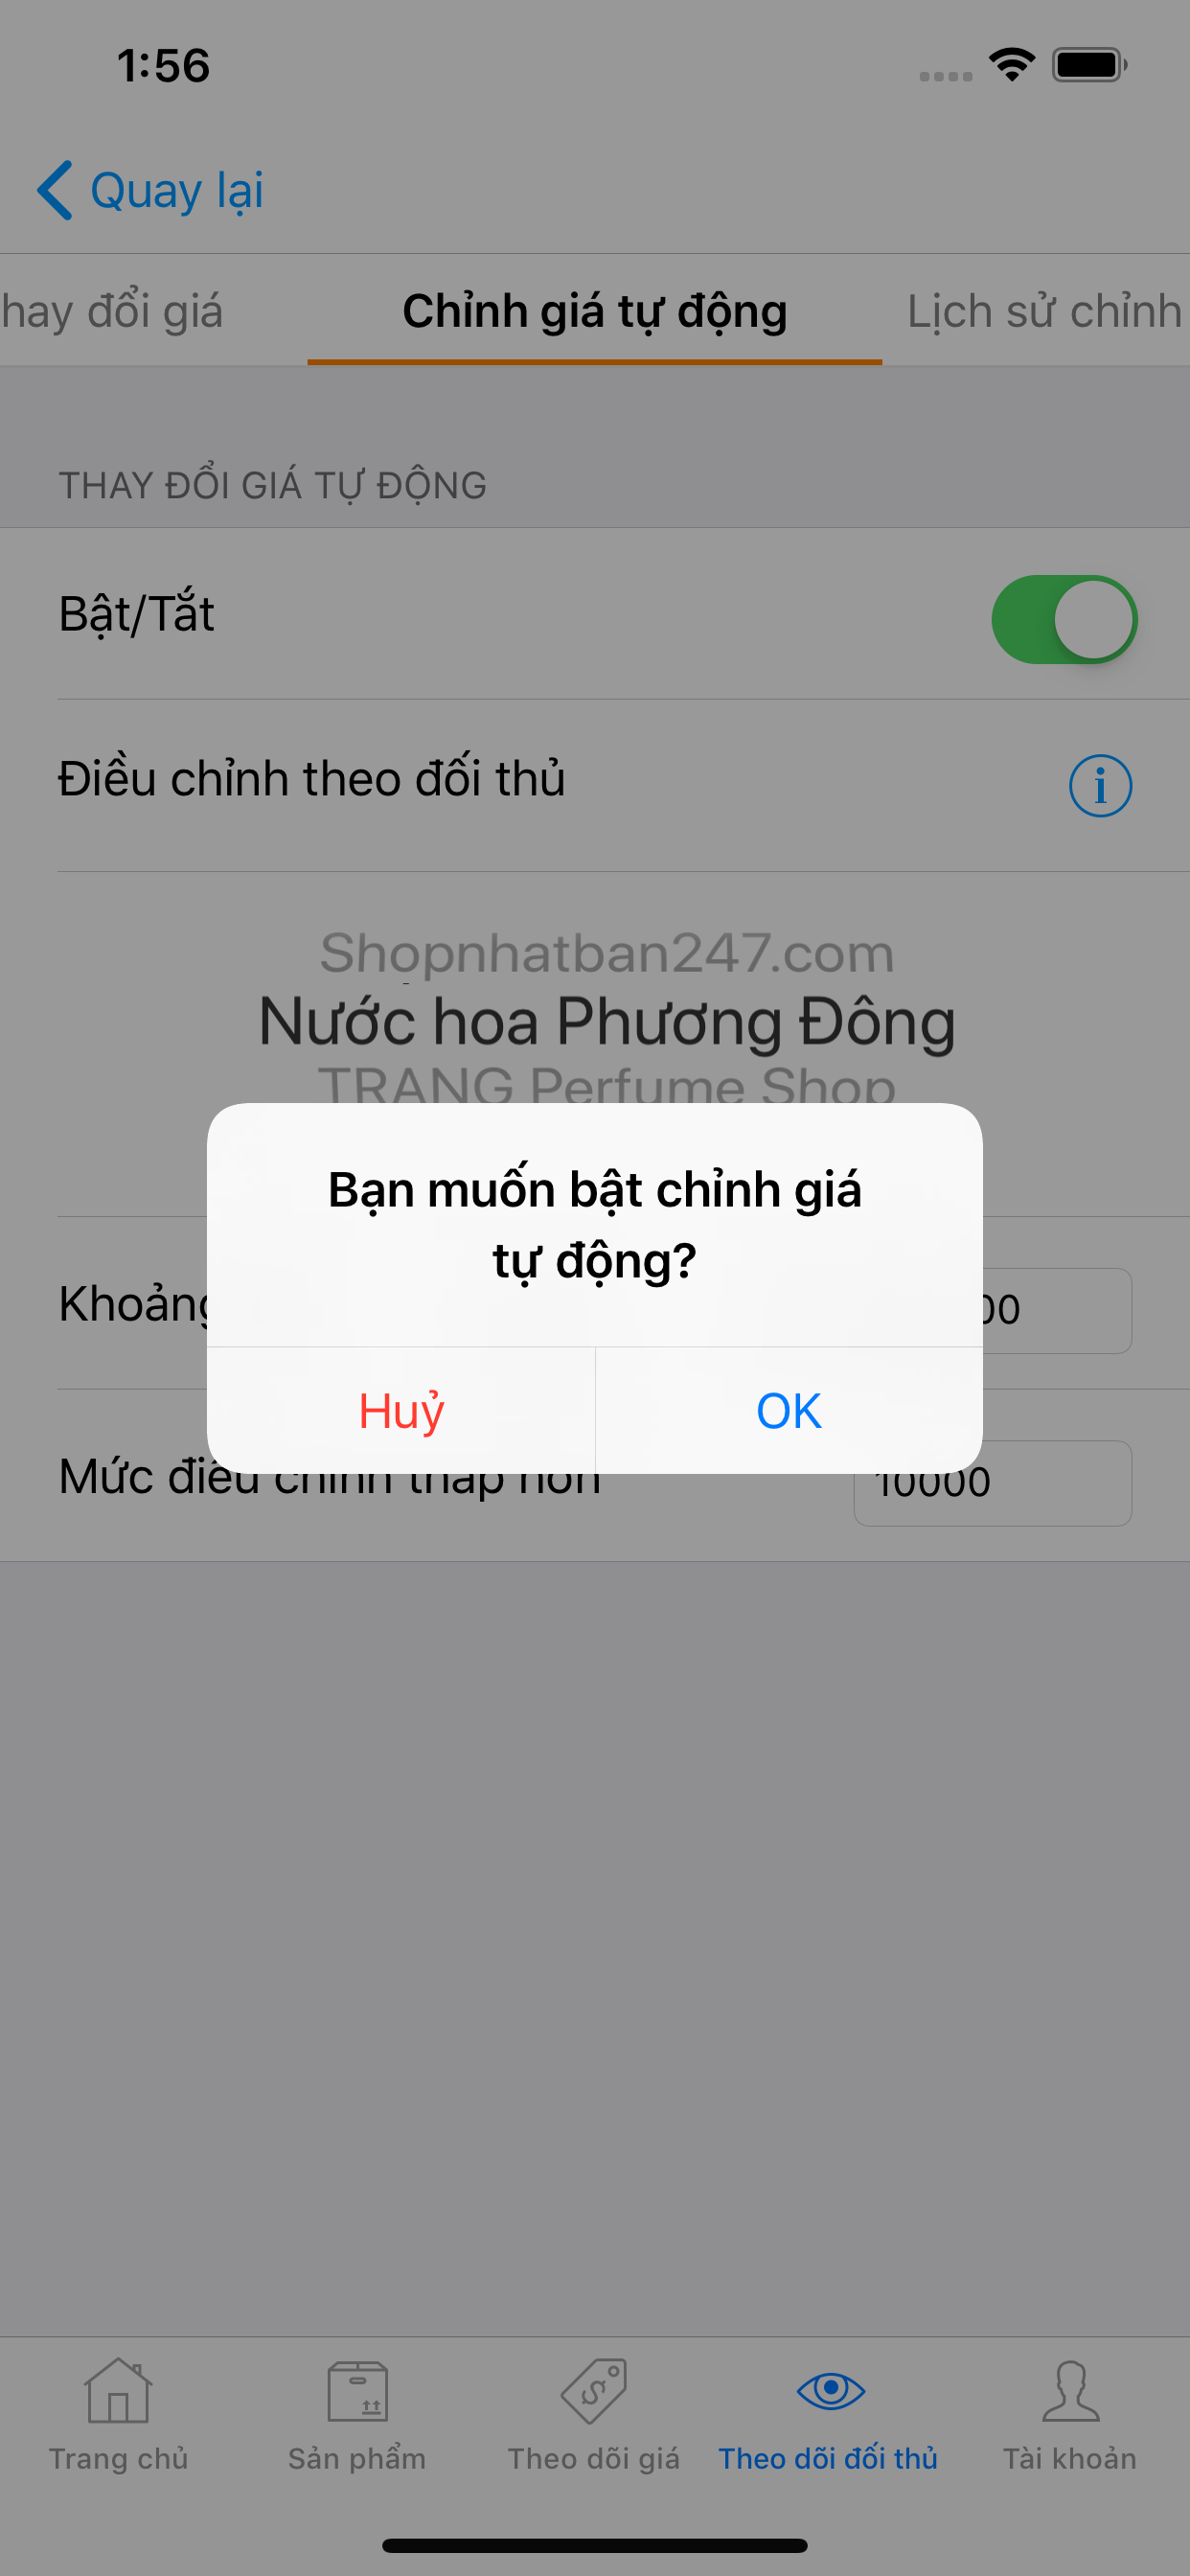 1:56
Quay lại
hay đổi giá
Chỉnh giá tự động
Lịch sử chỉnh
THAY ĐỔI GIÁ TỰ ĐỘNG
Bật/Tắt
Điều chỉnh theo đối thủ
Shopnhatban247.com
Nước hoa Phương Đông
TRANG Perfume Shop
Bạn muốn bật chỉnh giá
tự động?
Khoảng
00
Huỷ
OK
Mức điều chỉnh thấp hơn
10000
Trang chủ
Sản phẩm
Theo dõi giá
Theo dõi đối thủ
Tài khoản